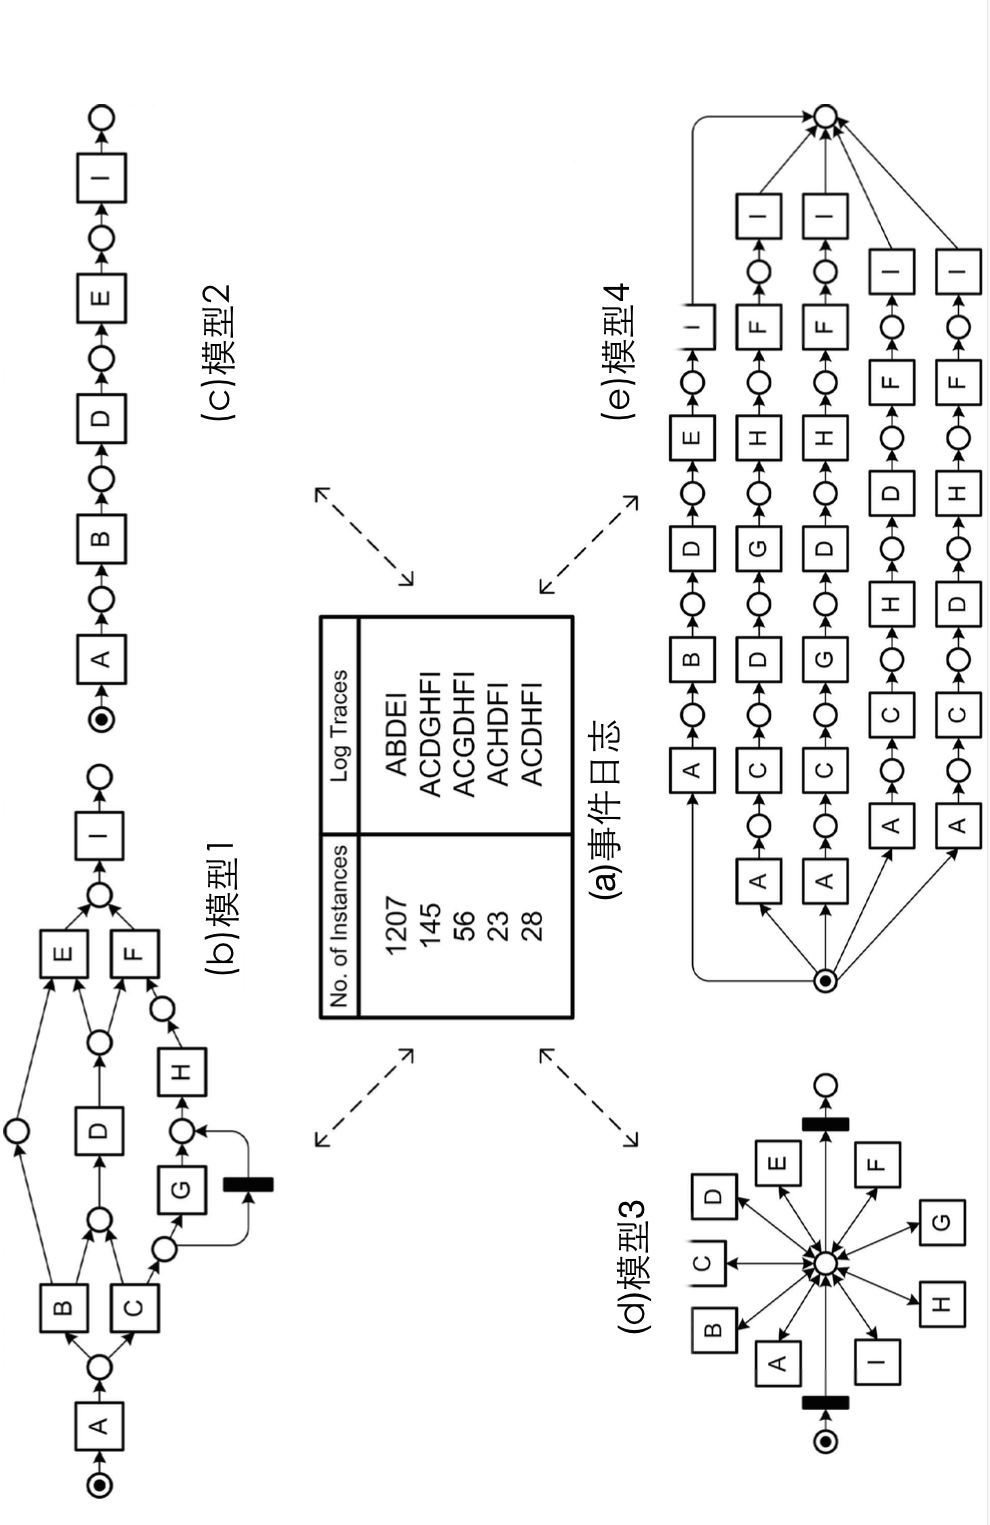 B E
A D I
C F
G H
(b)模型1
A B D E I
(c)模型2
No. of Instances Log Traces
1207 ABDEI
145 ACDGHFI
56 ACGDHFI
23 ACHDFI
28 ACDHFI
(a)事件日志
(d)模型3
B C D
A E
I F
H G
(e)模型4
A B D E I
A C D G H F I
A C G D H F I
A C H D F I
A C D H F I